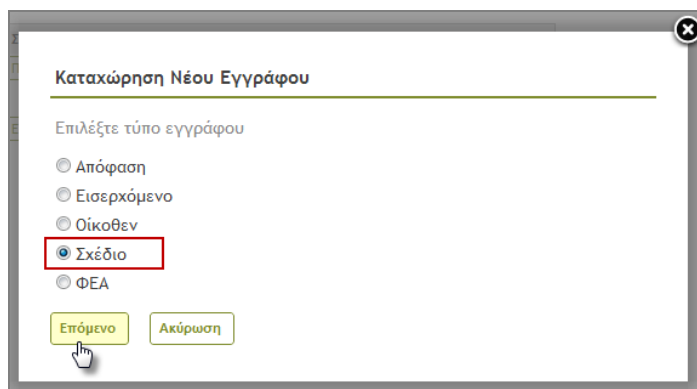 Καταχώρηση Νέου Εγγράφου
Επιλέξτε τύπο εγγράφου
Απόφαση
Εισερχόμενο
Οίκοθεν
Σχέδιο
ΦΕΑ
Επόμενο Ακύρωση